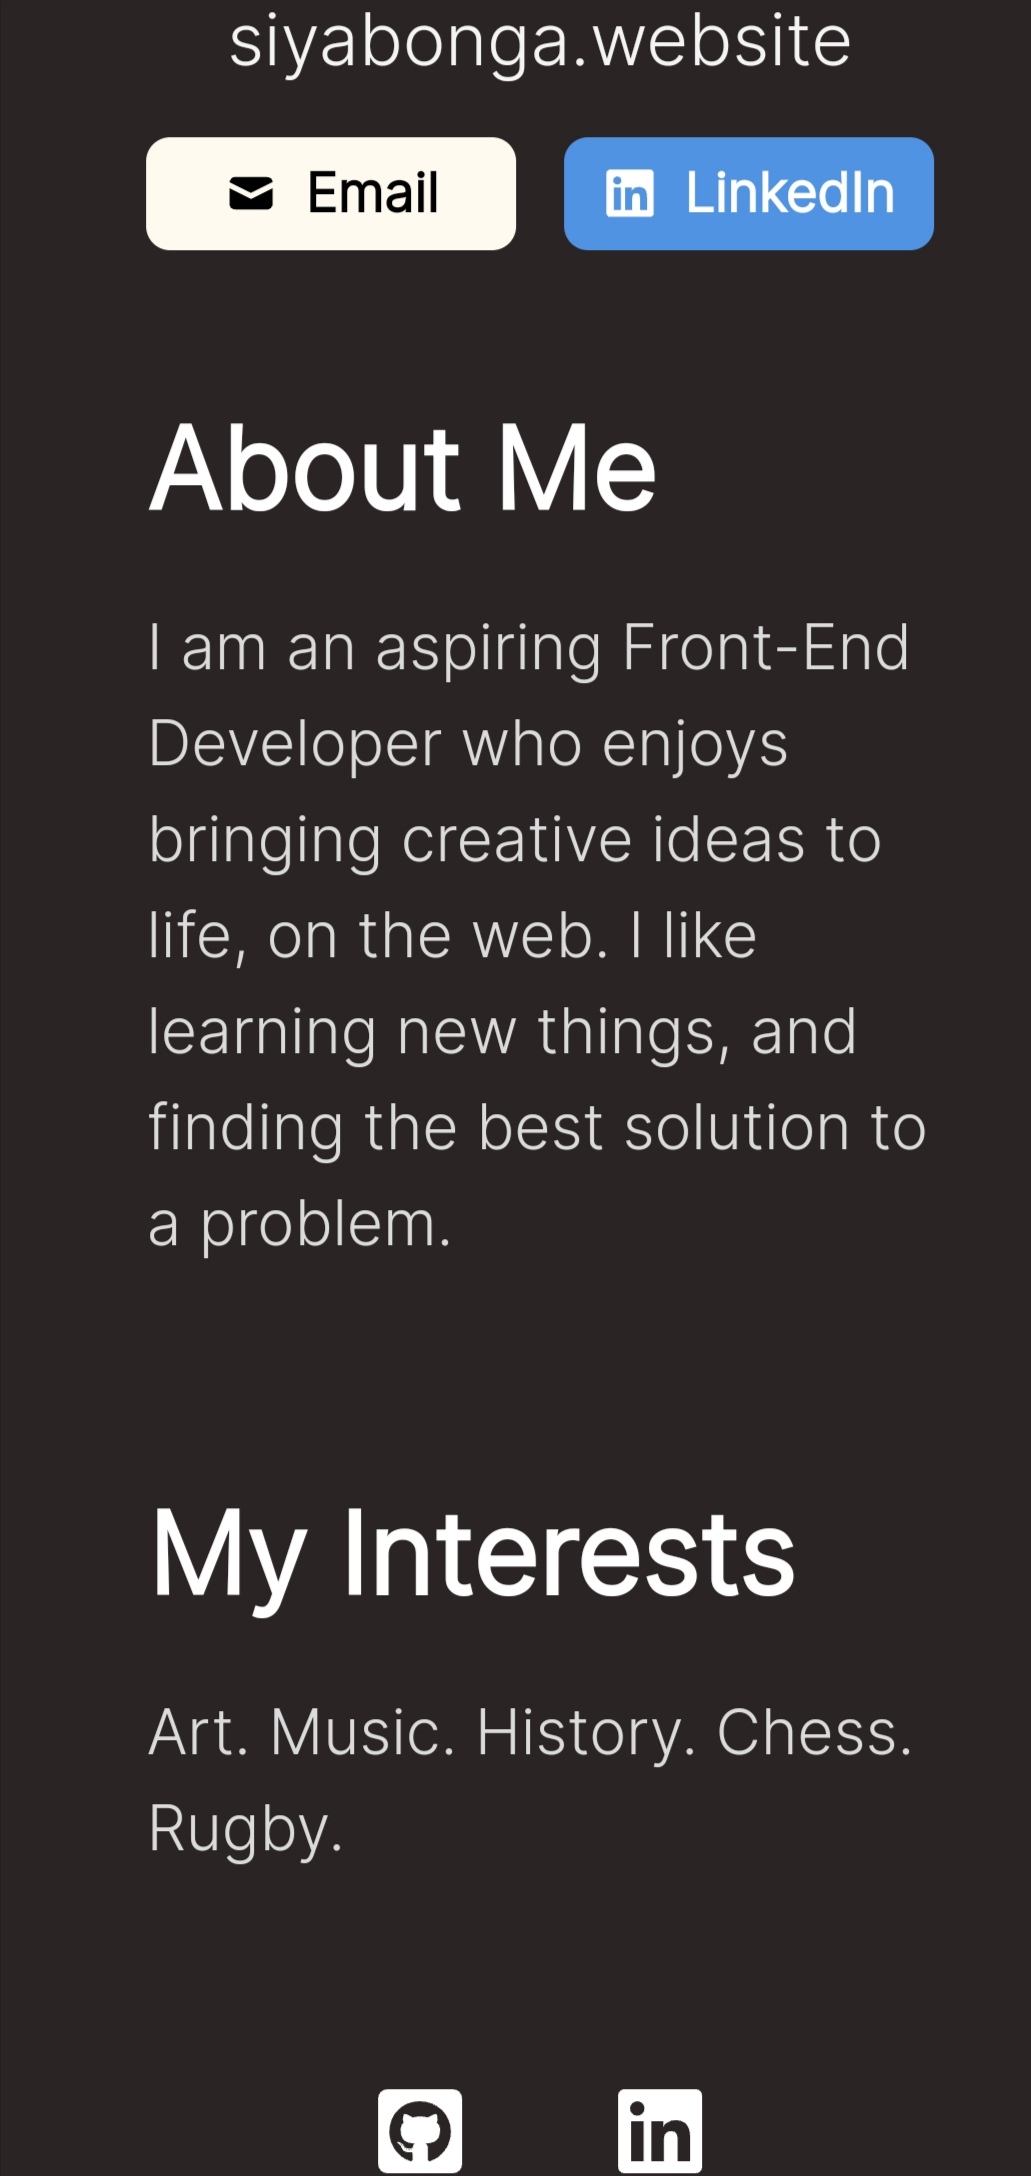 siyabonga.website
Email
LinkedIn
About Me
I am an aspiring Front-End
Developer who enjoys
bringing creative ideas to
life, on the web. I like
learning new things, and
finding the best solution to
a problem.
My Interests
Art. Music. History. Chess.
Rugby.